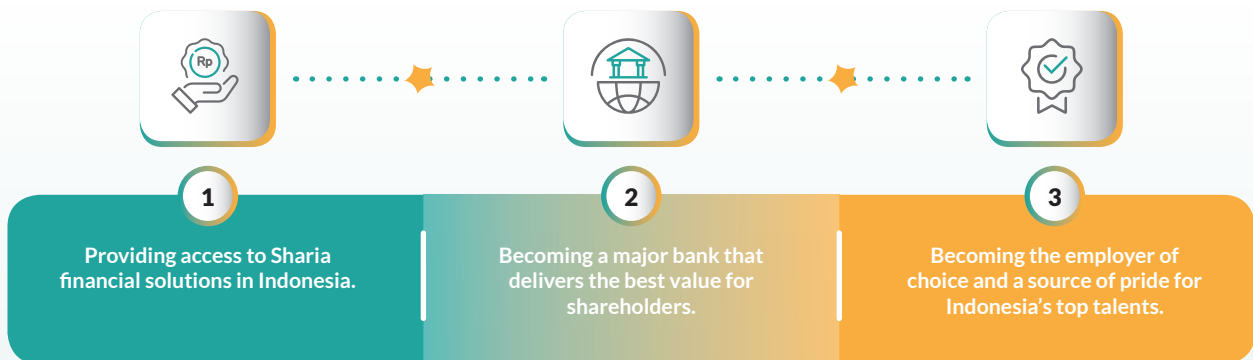 Rp
1
Providing access to Sharia
financial solutions in Indonesia.
2
Becoming a major bank that
delivers the best value for
shareholders.
3
Becoming the employer of
choice and a source of pride for
Indonesia’s top talents.